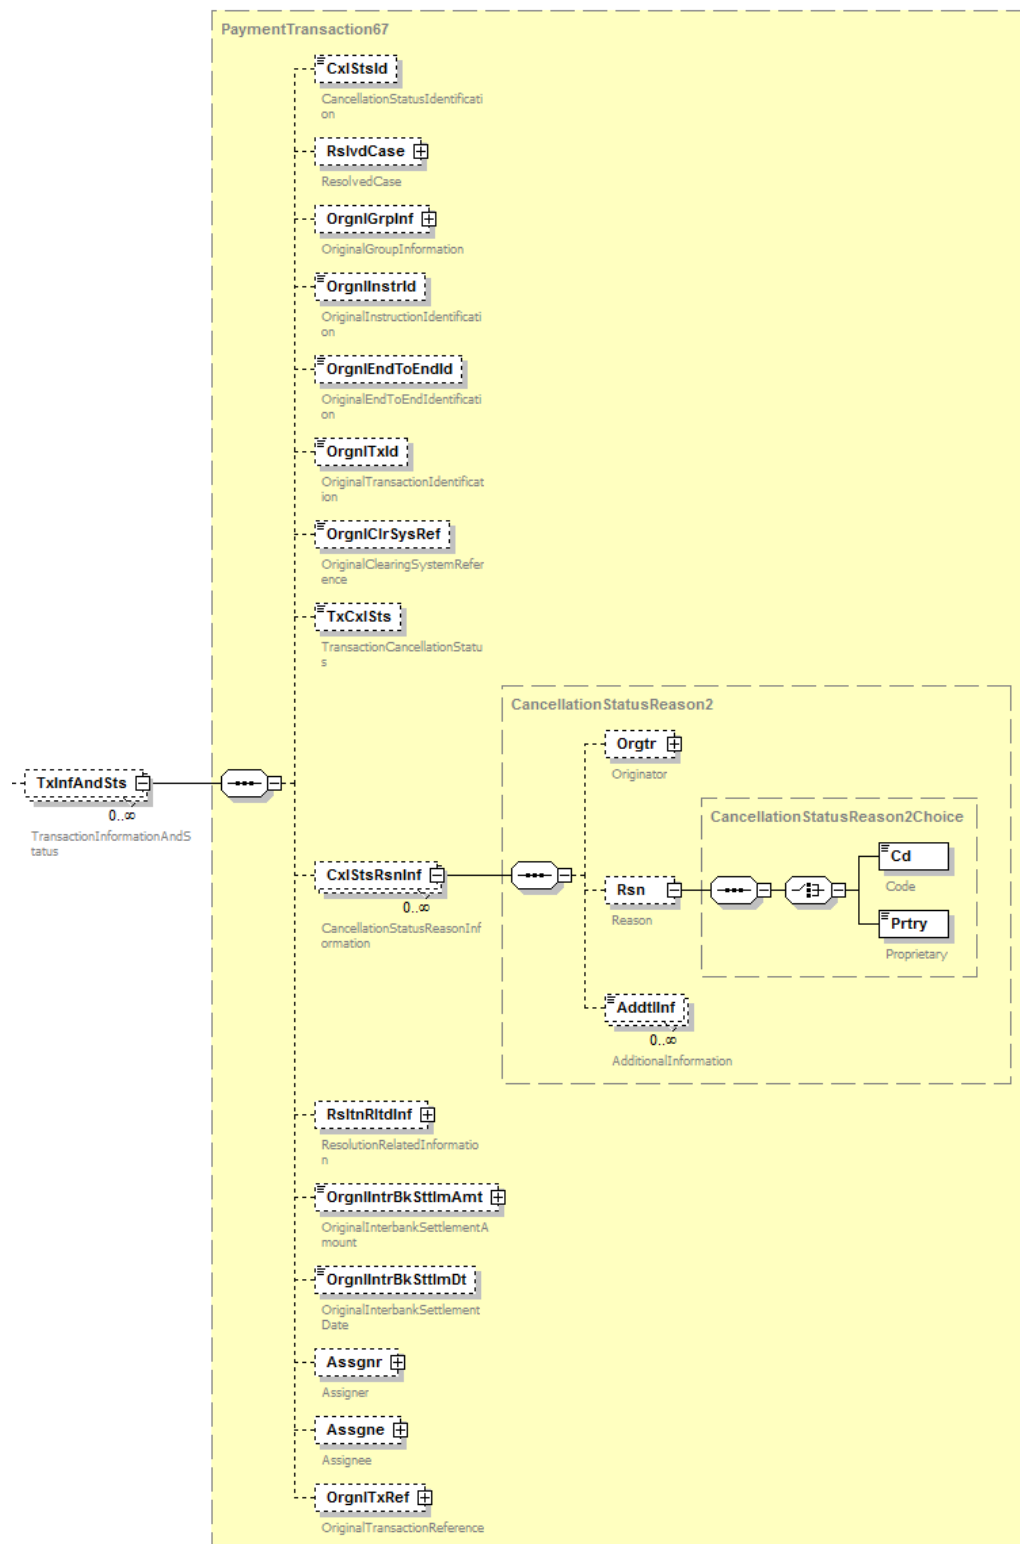 PaymentTransaction67
CxlStsId
CancellationStatusIdentificati
on
RslvdCase
ResolvedCase
OrgnlGrpInf
OriginalGroupInformation
OrgnlInstrId
OriginalInstructionIdentificati
on
OrgnlEndToEndId
OriginalEndToEndIdentificati
on
OrgnlTxId
OriginalTransactionIdentificat
ion
OrgnlClrSysRef
OriginalClearingSystemRefer
ence
TxCxlSts
TransactionCancellationStatu
s
TxInfAndSts
0..∞
TransactionInformationAndS
tatus
CxlStsRsnInf
0..∞
CancellationStatusReasonInf
ormation
CancellationStatusReason2
Orgtr
Originator
Rsn
Reason
CancellationStatusReason2Choice
Cd
Code
Prtry
Proprietary
AddtlInf
0..∞
AdditionalInformation
RsltnRltdInf
ResolutionRelatedInformatio
n
OrgnlIntrBkSttlmAmt
OriginalInterbankSettlementA
mount
OrgnlIntrBkSttlmDt
OriginalInterbankSettlement
Date
Assgnr
Assigner
Assgne
Assignee
OrgnlTxRef
OriginalTransactionReference